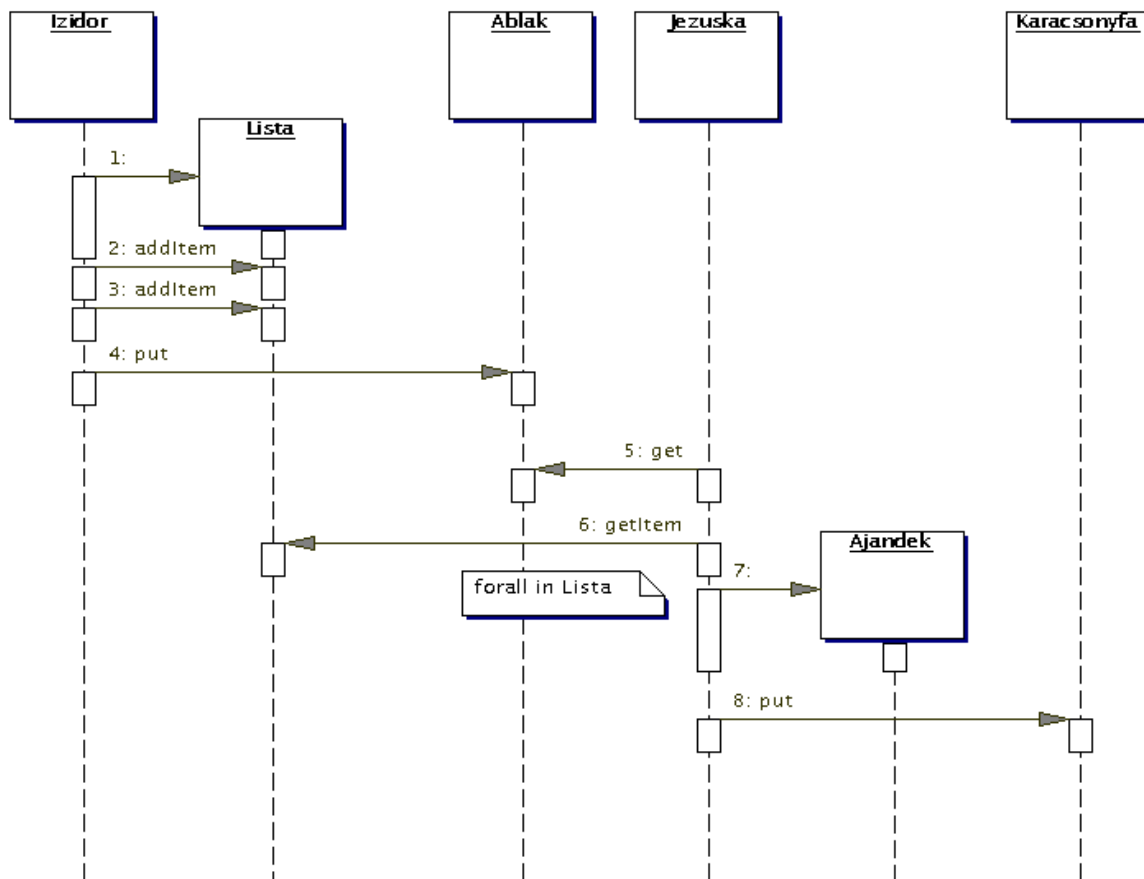 Izidor
Ablak
Jezuska
Karacsonyfa
Lista
1:
2: addItem
3: addItem
4: put
5: get
6: getItem
Ajandek
7:
forall in Lista
8: put